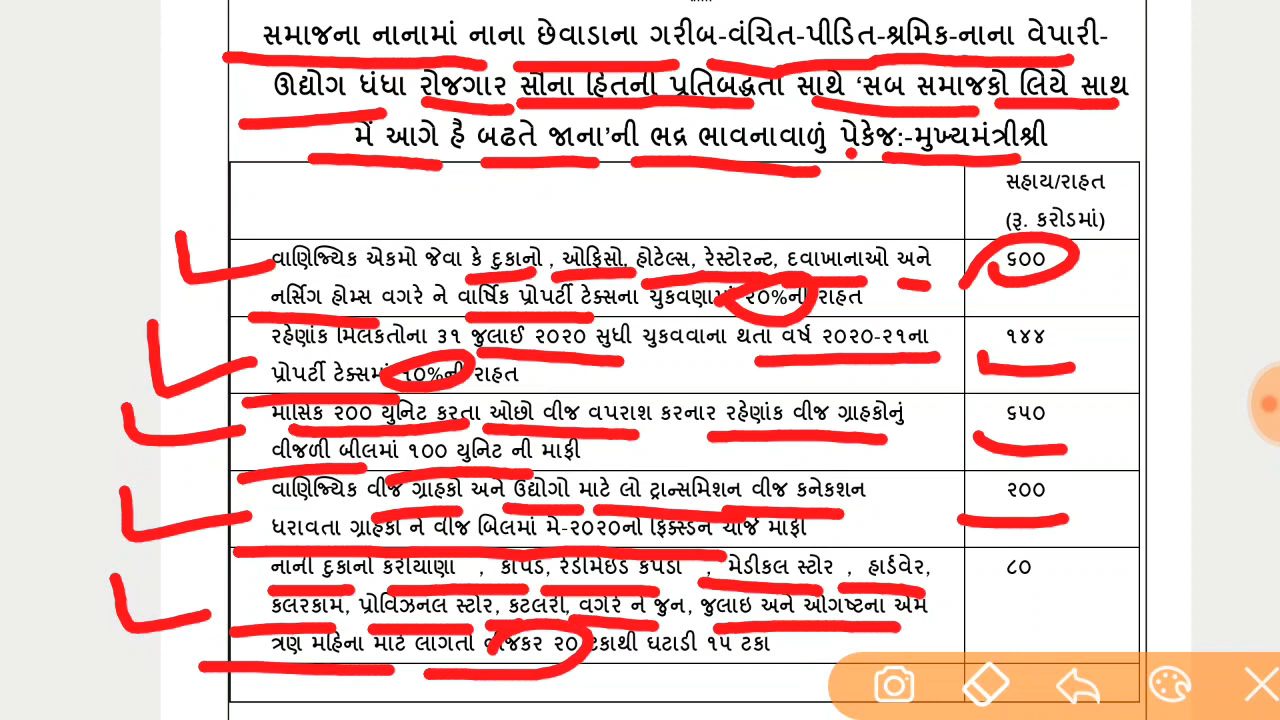 સમાજના નાનામાં નાના છેવાડાના ગરીબ-વંચિત-પીડિત-શ્રમિક-નાના વેપારી-
ઉદ્યોગ ધંધા રોજગાર સૌના હિતની પ્રતિબદ્ધતા સાથે ‘સબ સમાજકો લિયે સાથ
મેં આગે હૈ બઢતે જાના’ની ભદ્ર ભાવનાવાળું પેકેજ:-મુખ્યમંત્રીશ્રી
સહાય/રાહત
(રૂ. કરોડમાં)
વાણિજ્યિક એકમો જેવા કે દુકાનો , ઓફિસો, હોટેલ્સ, રેસ્ટોરન્ટ, દવાખાનાઓ અને
નર્સિગ હોમ્સ વગરે ને વાર્ષિક પ્રોપર્ટી ટેક્સના ચુકવણામાં ૨૦%ની રાહત
૬૦૦
રહેણાંક મિલકતોના ૩૧ જુલાઈ ૨૦૨૦ સુધી ચુકવવાના થતા વર્ષ ૨૦૨૦-૨૧ના
પ્રોપર્ટી ટેક્સમાં ૧૦%ની રાહત
૧૪૪
માસિક ૨૦૦ યુનિટ કરતા ઓછો વીજ વપરાશ કરનાર રહેણાંક વીજ ગ્રાહકોનું
વીજળી બીલમાં ૧૦૦ યુનિટ ની માફી
૬૫૦
વાણિજ્યિક વીજ ગ્રાહકો અને ઉદ્યોગો માટે લો ટ્રાન્સમિશન વીજ કનેકશન
ધરાવતા ગ્રાહકો ને વીજ બિલમાં મે-૨૦૨૦નો ફિક્સ્ડન ચાર્જ માફી
૨૦૦
નાની દુકાનો કરીયાણા , કાપડ, રેડીમેઇડ કપડા , મેડીકલ સ્ટોર , હાર્ડવેર,
કલરકામ, પ્રોવિઝનલ સ્ટોર, કટલરી, વગેરે ને જુન, જુલાઇ અને ઓગષ્ટના એમ
ત્રણ મહિના માટે લાગતો વીજકર ૨૦ ટકાથી ઘટાડી ૧૫ ટકા
૮૦